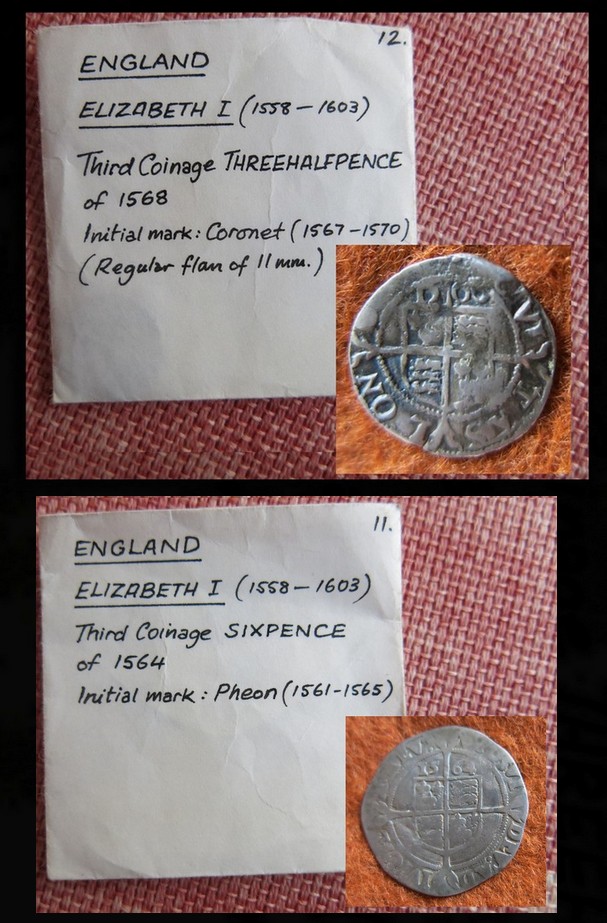 12.
ENGLAND
ELIZABETH I (1558 – 1603)
Third Coinage THREEHALFPENCE
of 1568
Initial mark: Coronet (1567 – 1570)
(Regular flan of 11 mm.)
11.
ENGLAND
ELIZABETH I (1558 – 1603)
Third Coinage SIXPENCE
of 1564
Initial mark: Pheon (1561-1565)